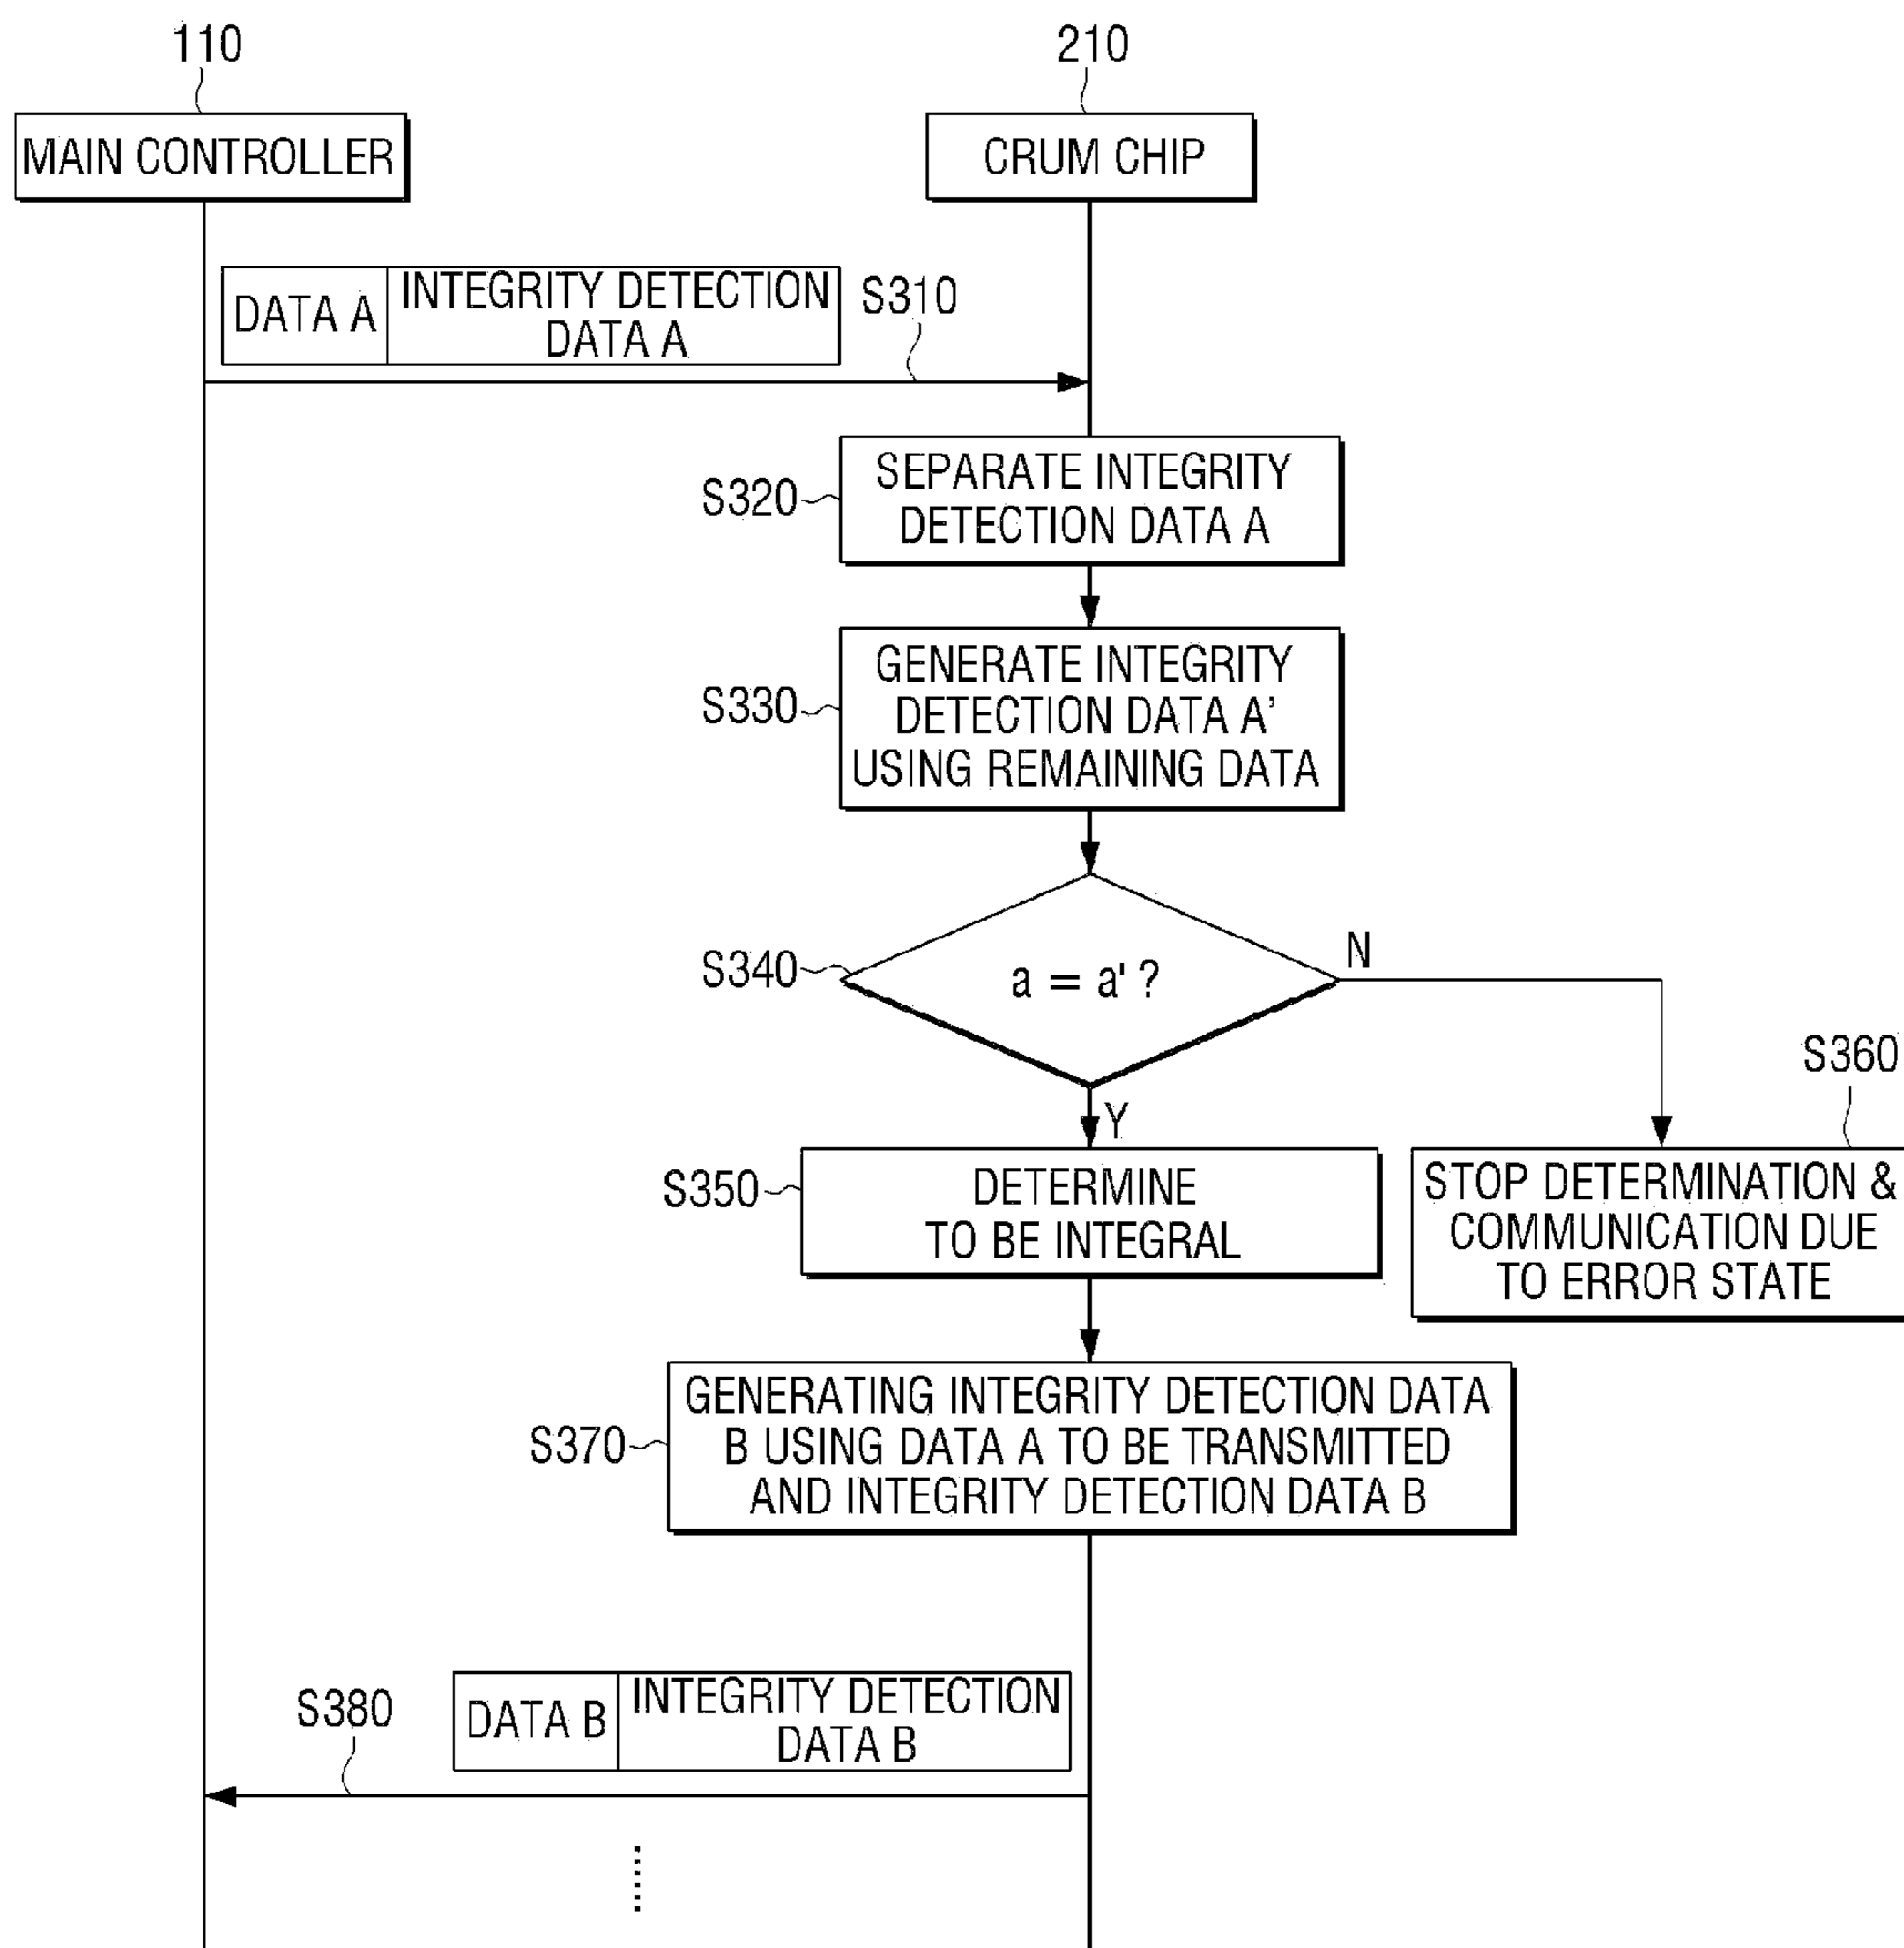 110
210
MAIN CONTROLLER
CRUM CHIP
DATA A
INTEGRITY DETECTION
DATA A
S310
S320
SEPARATE INTEGRITY
DETECTION DATA A
S330
GENERATE INTEGRITY
DETECTION DATA A'
USING REMAINING DATA
S340
a = a' ?
N
Y
S360
S350
DETERMINE
TO BE INTEGRAL
STOP DETERMINATION &
COMMUNICATION DUE
TO ERROR STATE
S370
GENERATING INTEGRITY DETECTION DATA
B USING DATA A TO BE TRANSMITTED
AND INTEGRITY DETECTION DATA B
S380
DATA B
INTEGRITY DETECTION
DATA B